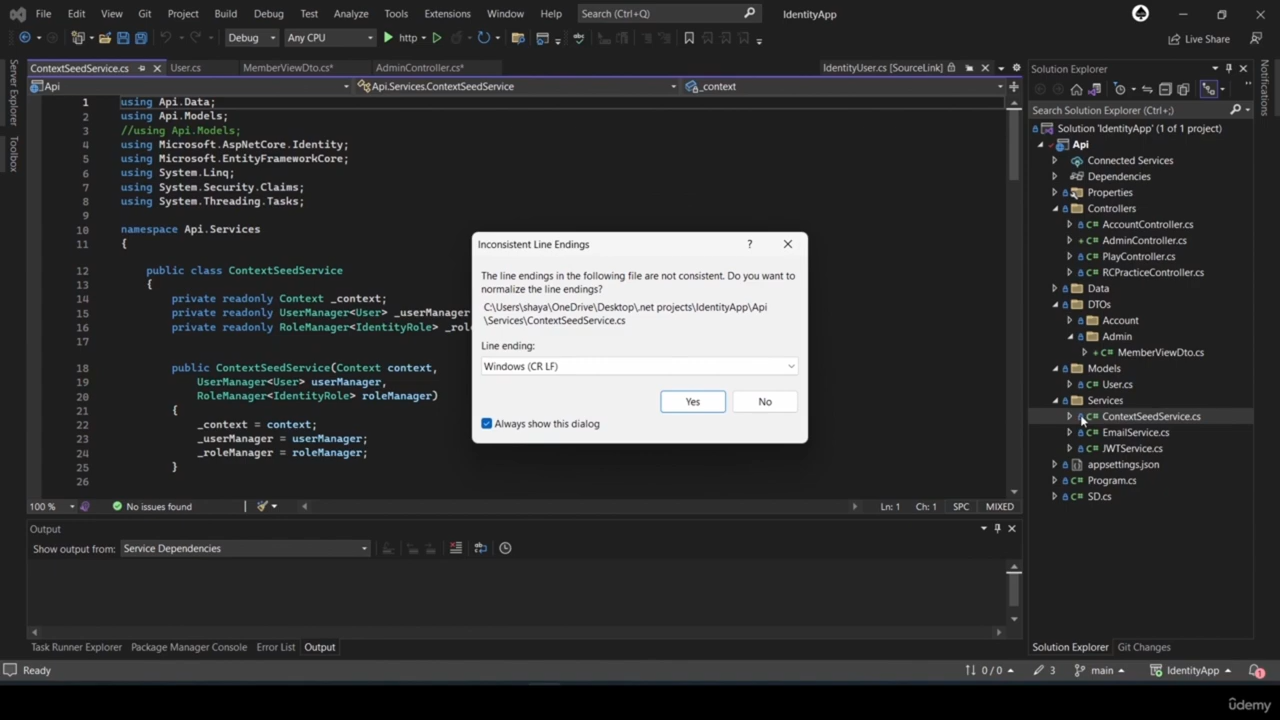 File Edit View Git Project Build Debug Test Analyze Tools Extensions Window Help Search (Ctrl+Q) IdentityApp
Debug Any CPU http Live Share
Server Explorer
Toolbox
ContextSeedService.cs User.cs MemberViewDto.cs* AdminController.cs* IdentityUser.cs [SourceLink]
Api Api.Services.ContextSeedService _context
1 using Api.Data;
2 using Api.Models;
3 //using Api.Models;
4 using Microsoft.AspNetCore.Identity;
5 using Microsoft.EntityFrameworkCore;
6 using System.Linq;
7 using System.Security.Claims;
8 using System.Threading.Tasks;
9
10 namespace Api.Services
11 {
12 public class ContextSeedService
13 {
14 private readonly Context _context;
15 private readonly UserManager<User> _userManager
16 private readonly RoleManager<IdentityRole> _role
17
18 public ContextSeedService(Context context,
19 UserManager<User> userManager,
20 RoleManager<IdentityRole> roleManager)
21 {
22 _context = context;
23 _userManager = userManager;
24 _roleManager = roleManager;
25 }
26
100 % No issues found Ln: 1 Ch: 1 SPC MIXED
Inconsistent Line Endings ?
The line endings in the following file are not consistent. Do you want to
normalize the line endings?
C:\Users\shaya\OneDrive\Desktop\.net projects\IdentityApp\Api
\Services\ContextSeedService.cs
Line ending:
Windows (CR LF)
Yes No
Always show this dialog
Output
Show output from: Service Dependencies
Task Runner Explorer Package Manager Console Error List Output
Solution Explorer
Search Solution Explorer (Ctrl+;)
Solution 'IdentityApp' (1 of 1 project)
Api
Connected Services
Dependencies
Properties
Controllers
C# AccountController.cs
C# AdminController.cs
C# PlayController.cs
C# RCPracticeController.cs
Data
DTOs
Account
Admin
C# MemberViewDto.cs
Models
C# User.cs
Services
C# ContextSeedService.cs
C# EmailService.cs
C# JWTService.cs
appsettings.json
C# Program.cs
C# SD.cs
Solution Explorer Git Changes
Notifications
Ready 0 / 0 3 main IdentityApp 1
ûdemy